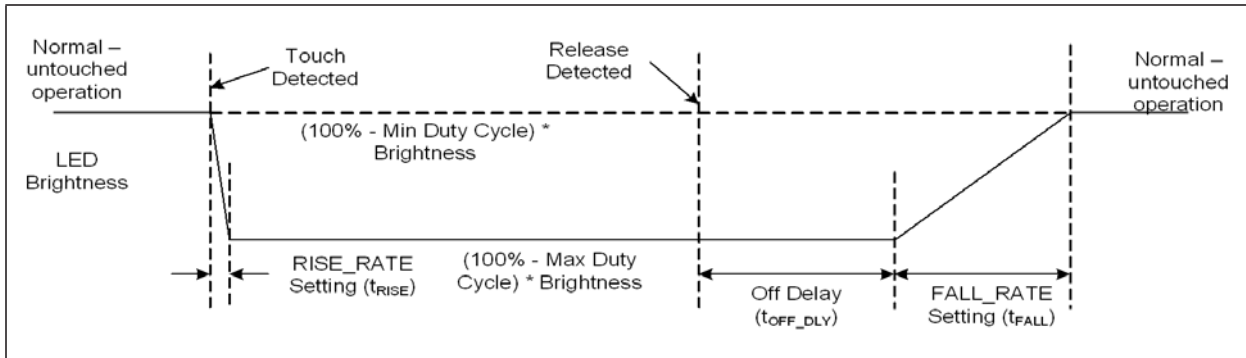 Normal –
untouched
operation
Touch
Detected
Release
Detected
Normal –
untouched
operation
(100% - Min Duty Cycle) *
Brightness
LED
Brightness
RISE_RATE
Setting (tRISE)
(100% - Max Duty
Cycle) * Brightness
Off Delay
(tOFF_DLY)
FALL_RATE
Setting (tFALL)